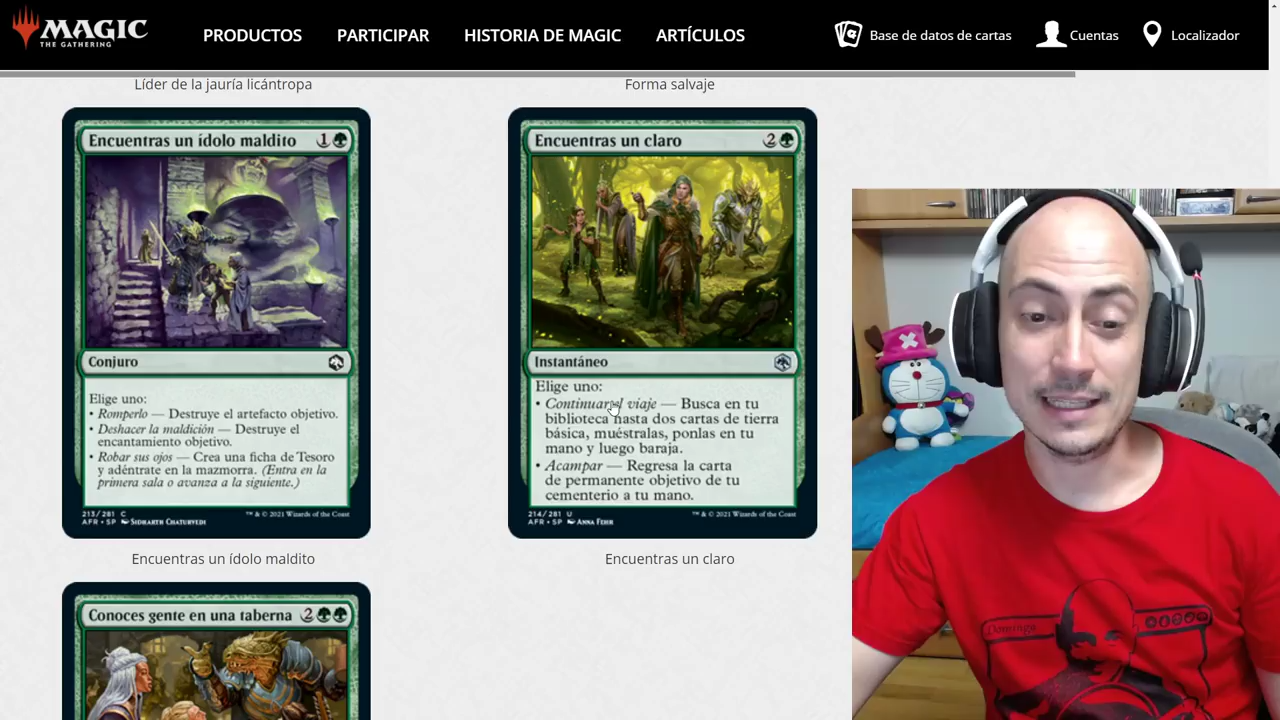 MAGIC
THE GATHERING
PRODUCTOS
PARTICIPAR
HISTORIA DE MAGIC
ARTÍCULOS
Base de datos de cartas
Cuentas
Localizador
Líder de la jauría licántropa
Forma salvaje
Encuentras un ídolo maldito 1
Conjuro
Elige uno:
• Romperlo — Destruye el artefacto objetivo.
• Deshacer la maldición — Destruye el
encantamiento objetivo.
• Robar sus ojos — Crea una ficha de Tesoro
y adéntrate en la mazmorra. (Entra en la
primera sala o avanza a la siguiente.)
213/281 C
AFR • SP Sidharth Chaturvedi
™ & © 2021 Wizards of the Coast
Encuentras un claro 2
Instantáneo
Elige uno:
• Continuar el viaje — Busca en tu
biblioteca hasta dos cartas de tierra
básica, muéstralas, ponlas en tu
mano y luego baraja.
• Acampar — Regresa la carta
de permanente objetivo de tu
cementerio a tu mano.
214/281 U
AFR • SP Anna Fehr
™ & © 2021 Wizards of the Coast
Encuentras un ídolo maldito
Encuentras un claro
Conoces gente en una taberna 2
Domingo